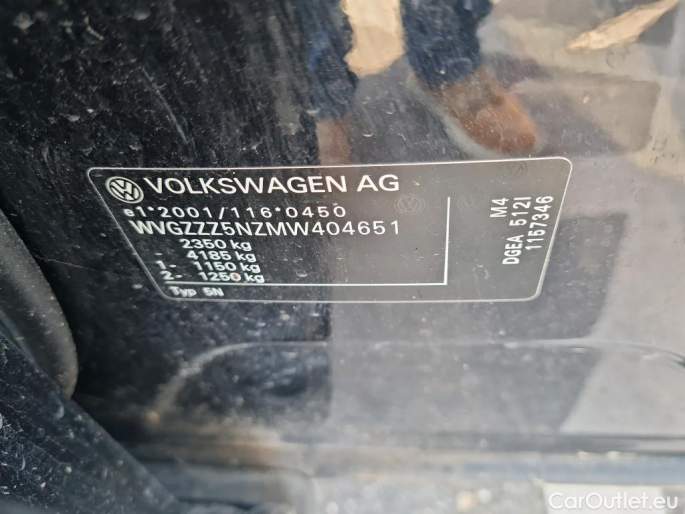 VOLKSWAGEN AG
e1*2001/116*0450
WVGZZZ5NZMW404651
2350 kg
4185 kg
1- 1150 kg
2- 1250 kg
Typ 5N
M4
DGEA 512I
1157346
CarOutlet.eu